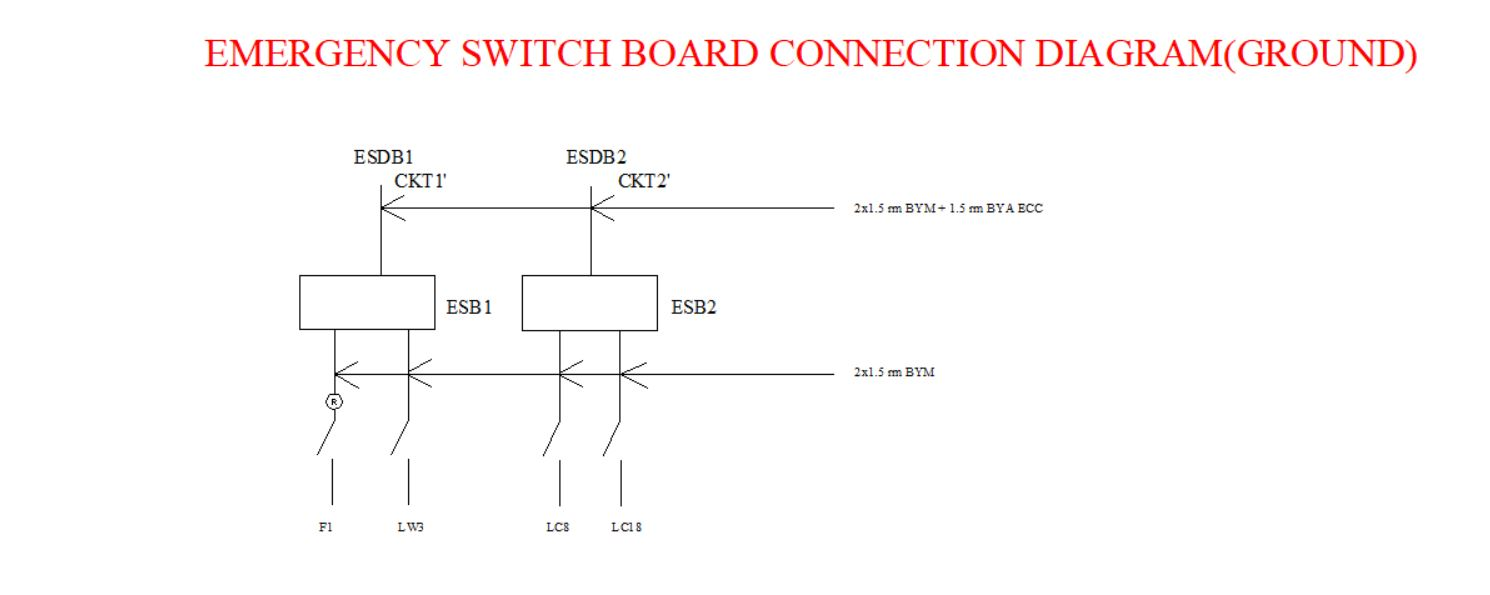 EMERGENCY SWITCH BOARD CONNECTION DIAGRAM(GROUND)
ESDB1
ESDB2
CKT1'
CKT2'
2x1.5 rm BYM + 1.5 rm BYA ECC
ESB1
ESB2
2x1.5 rm BYM
R
F1
LW3
LC8
LC18